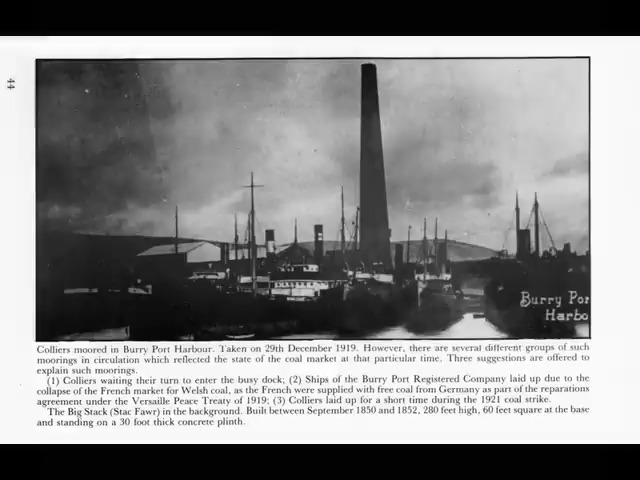 44
Burry Por
Harbo
Colliers moored in Burry Port Harbour. Taken on 29th December 1919. However, there are several different groups of such
moorings in circulation which reflected the state of the coal market at that particular time. Three suggestions are offered to
explain such moorings.
(1) Colliers waiting their turn to enter the busy dock; (2) Ships of the Burry Port Registered Company laid up due to the
collapse of the French market for Welsh coal, as the French were supplied with free coal from Germany as part of the reparations
agreement under the Versaille Peace Treaty of 1919; (3) Colliers laid up for a short time during the 1921 coal strike.
The Big Stack (Stac Fawr) in the background. Built between September 1850 and 1852, 280 feet high, 60 feet square at the base
and standing on a 30 foot thick concrete plinth.